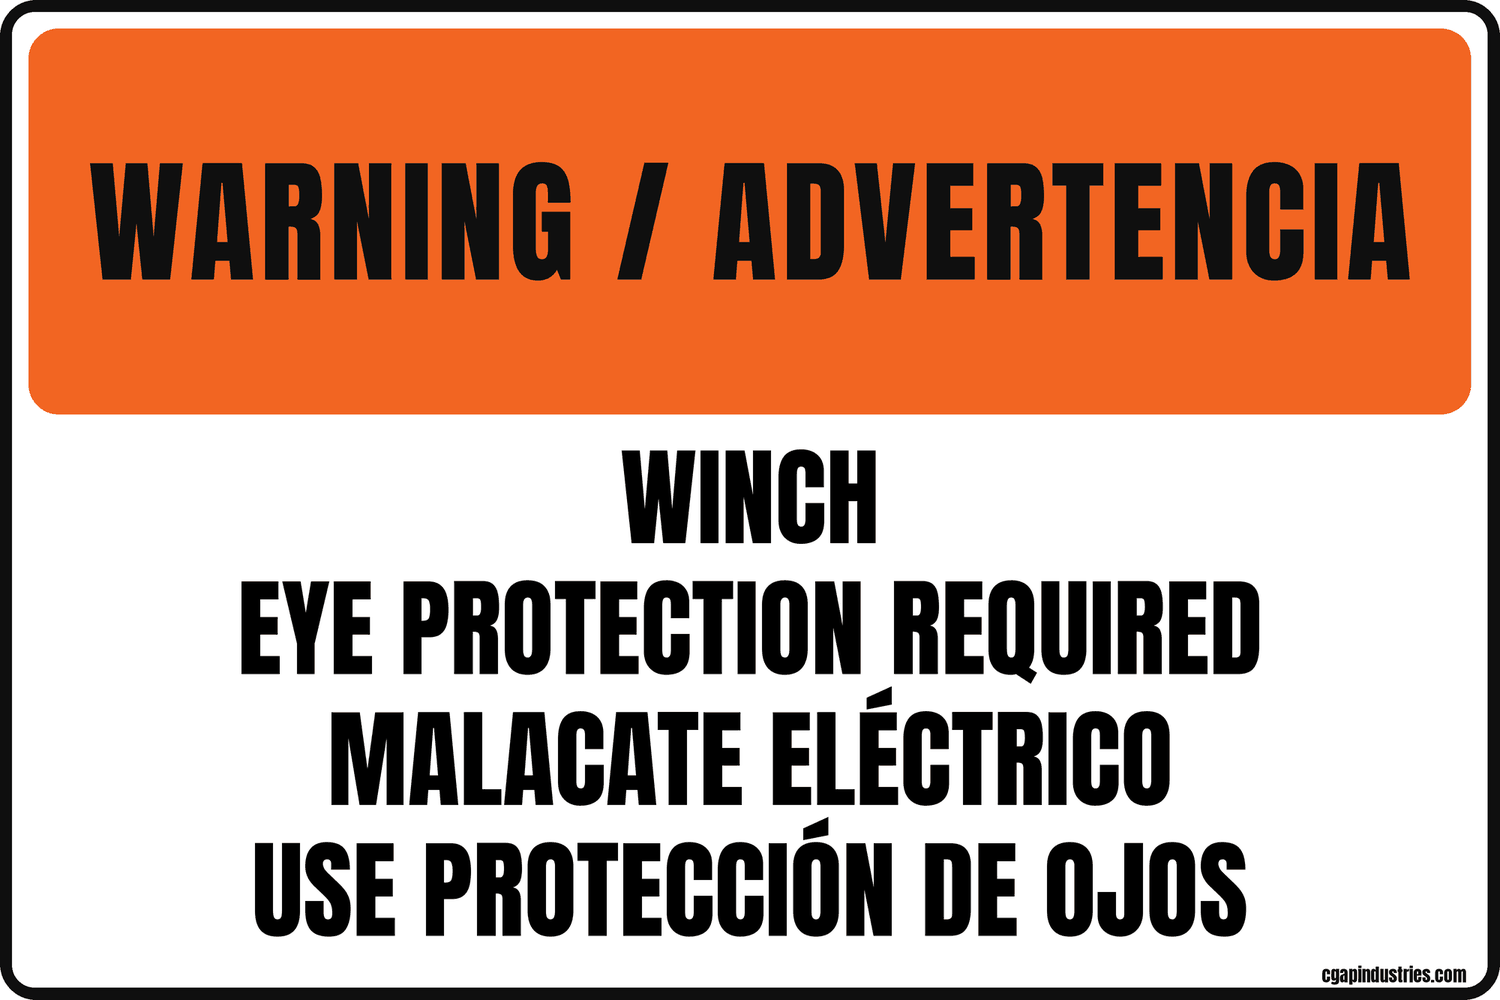 WARNING / ADVERTENCIA
WINCH
EYE PROTECTION REQUIRED
MALACATE ELÉCTRICO
USE PROTECCIÓN DE OJOS
cgapindustries.com